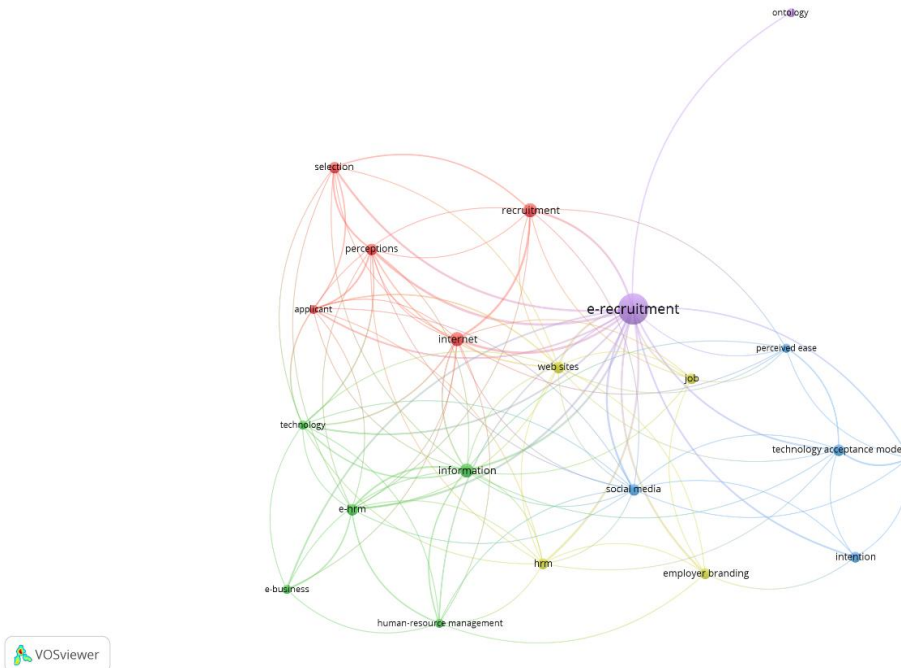 ontology
selection
recruitment
perceptions
e-recruitment
applicant
internet
perceived ease
web sites
job
technology
technology acceptance mode
information
social media
e-hrm
intention
hrm
employer branding
e-business
human-resource management
VOSviewer